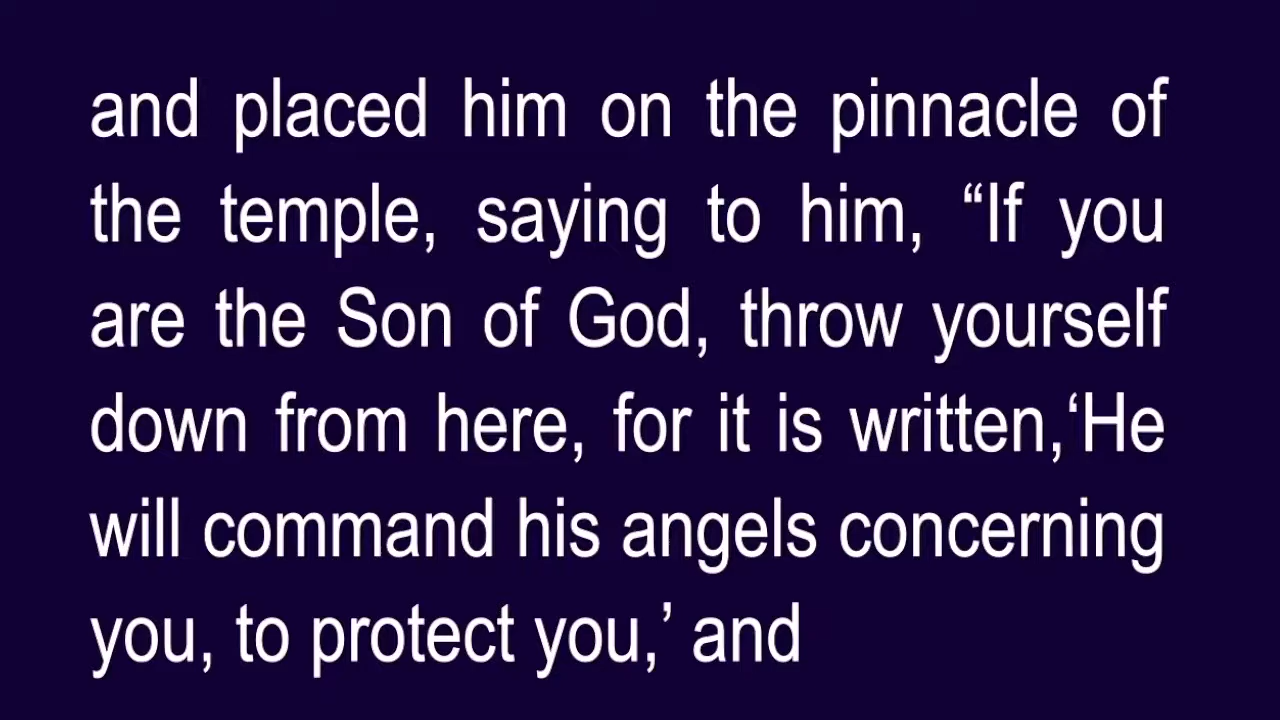 and placed him on the pinnacle of
the temple, saying to him, “If you
are the Son of God, throw yourself
down from here, for it is written,‘He
will command his angels concerning
you, to protect you,’ and